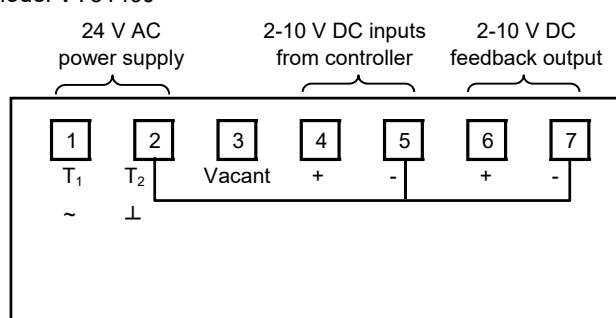 24 V AC 2-10 V DC inputs 2-10 V DC
power supply from controller feedback output
1 2 3 4 5 6 7
T₁ T₂ Vacant + - + -
~ ⊥